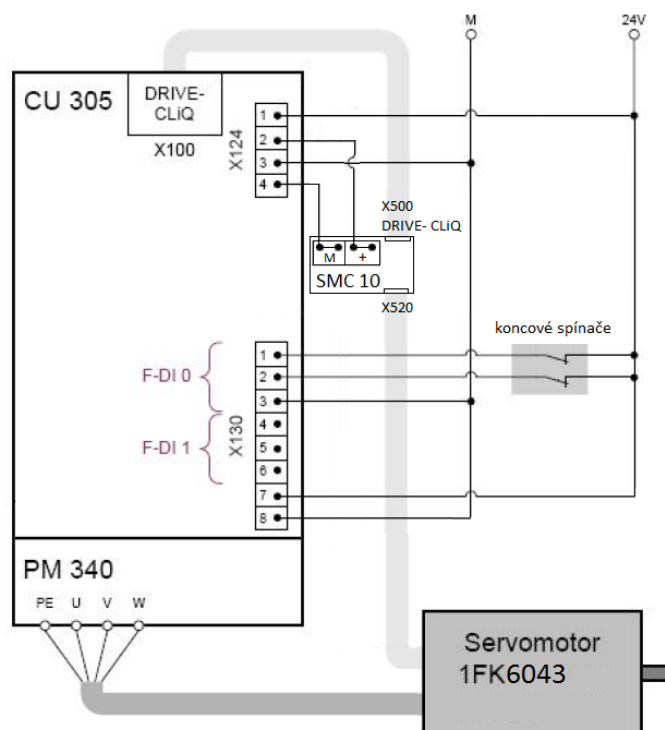 M
24V
CU 305
DRIVE-
CLiQ
X100
X124
1
2
3
4
X500
DRIVE- CLiQ
M
+
SMC 10
X520
koncové spínače
F-DI 0
F-DI 1
X130
1
2
3
4
5
6
7
8
PM 340
PE
U
V
W
Servomotor
1FK6043